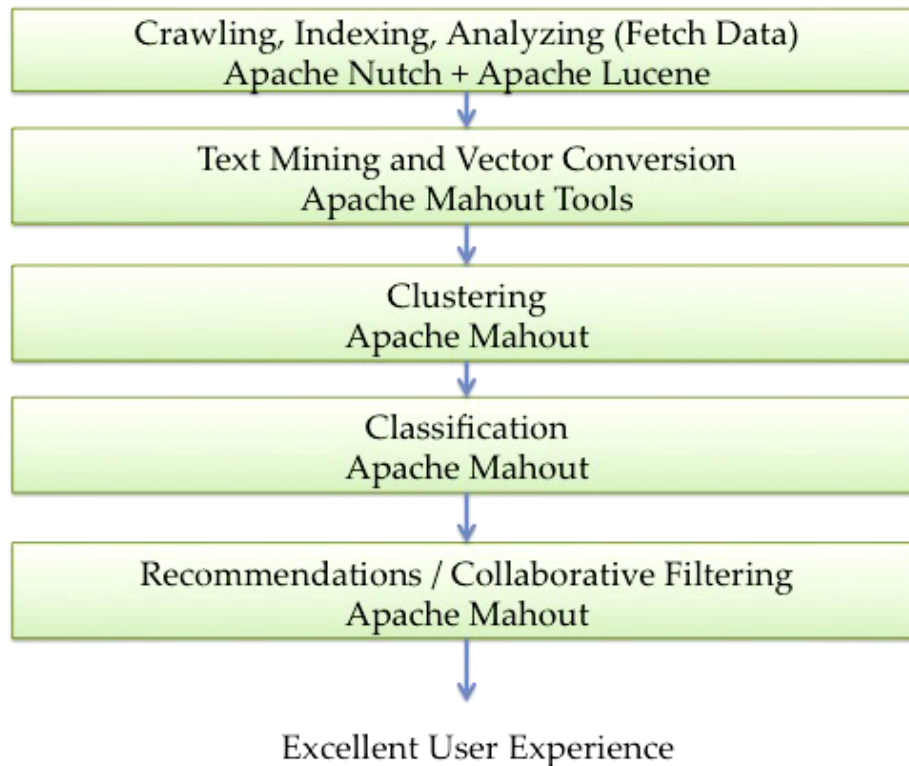 Crawling, Indexing, Analyzing (Fetch Data)
Apache Nutch + Apache Lucene
Text Mining and Vector Conversion
Apache Mahout Tools
Clustering
Apache Mahout
Classification
Apache Mahout
Recommendations / Collaborative Filtering
Apache Mahout
Excellent User Experience